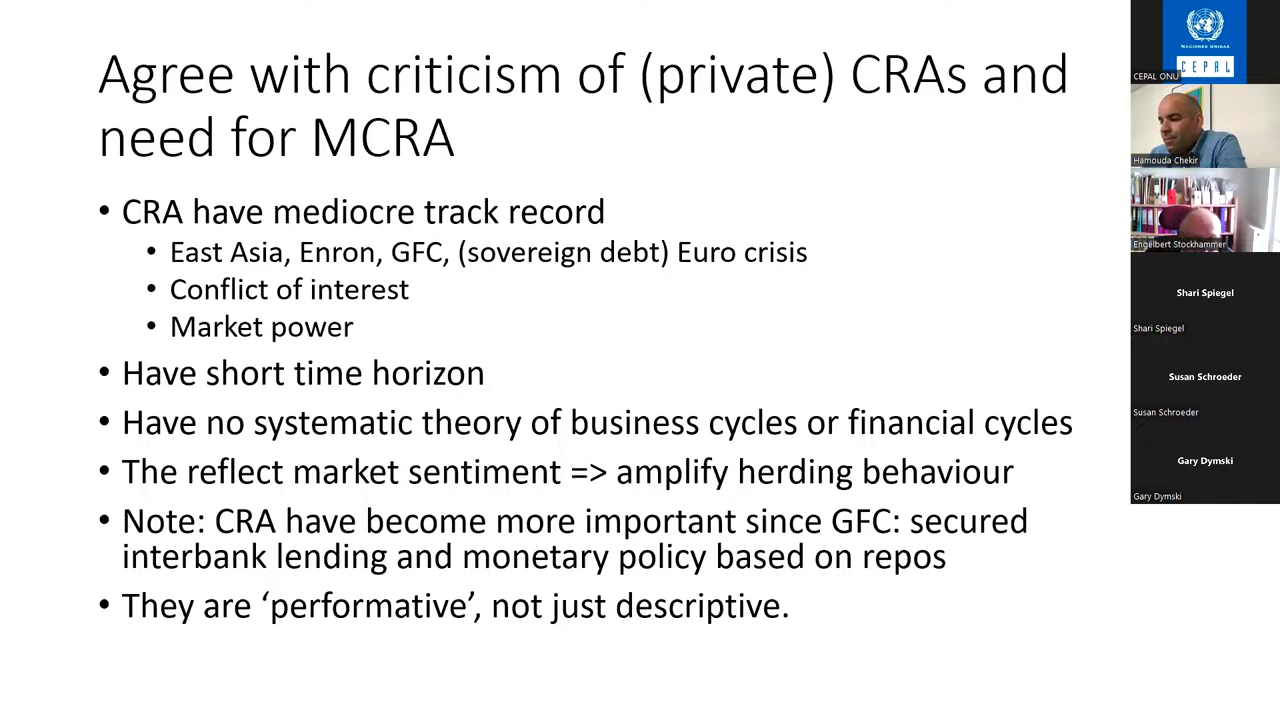 Agree with criticism of (private) CRAs and
need for MCRA
• CRA have mediocre track record
• East Asia, Enron, GFC, (sovereign debt) Euro crisis
• Conflict of interest
• Market power
• Have short time horizon
• Have no systematic theory of business cycles or financial cycles
• The reflect market sentiment => amplify herding behaviour
• Note: CRA have become more important since GFC: secured
interbank lending and monetary policy based on repos
• They are ‘performative’, not just descriptive.
NACIONES UNIDAS
CEPAL
CEPAL ONU
Hamouda Chekir
Engelbert Stockhammer
Shari Spiegel
Shari Spiegel
Susan Schroeder
Susan Schroeder
Gary Dymski
Gary Dymski